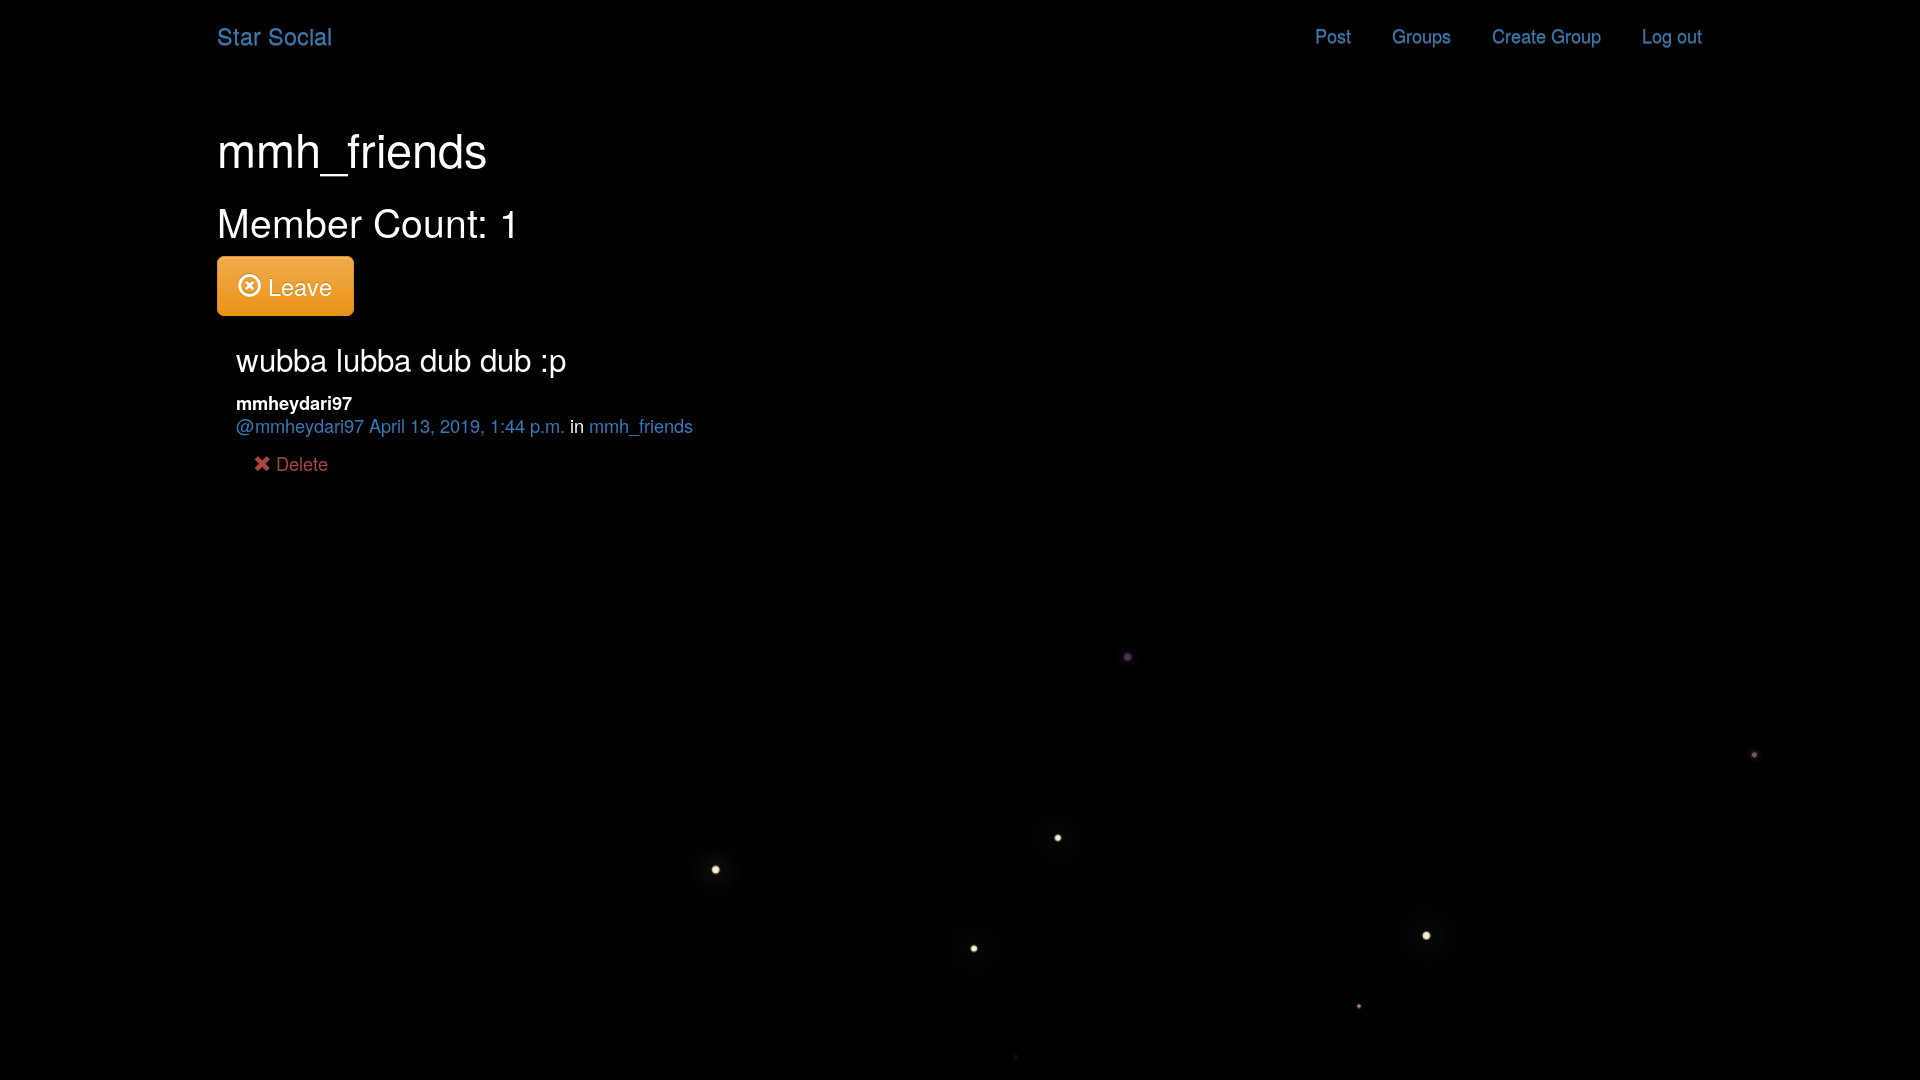 Star Social
Post Groups Create Group Log out
mmh_friends
Member Count: 1
Leave
wubba lubba dub dub :p
mmheydari97
@mmheydari97 April 13, 2019, 1:44 p.m. in mmh_friends
Delete